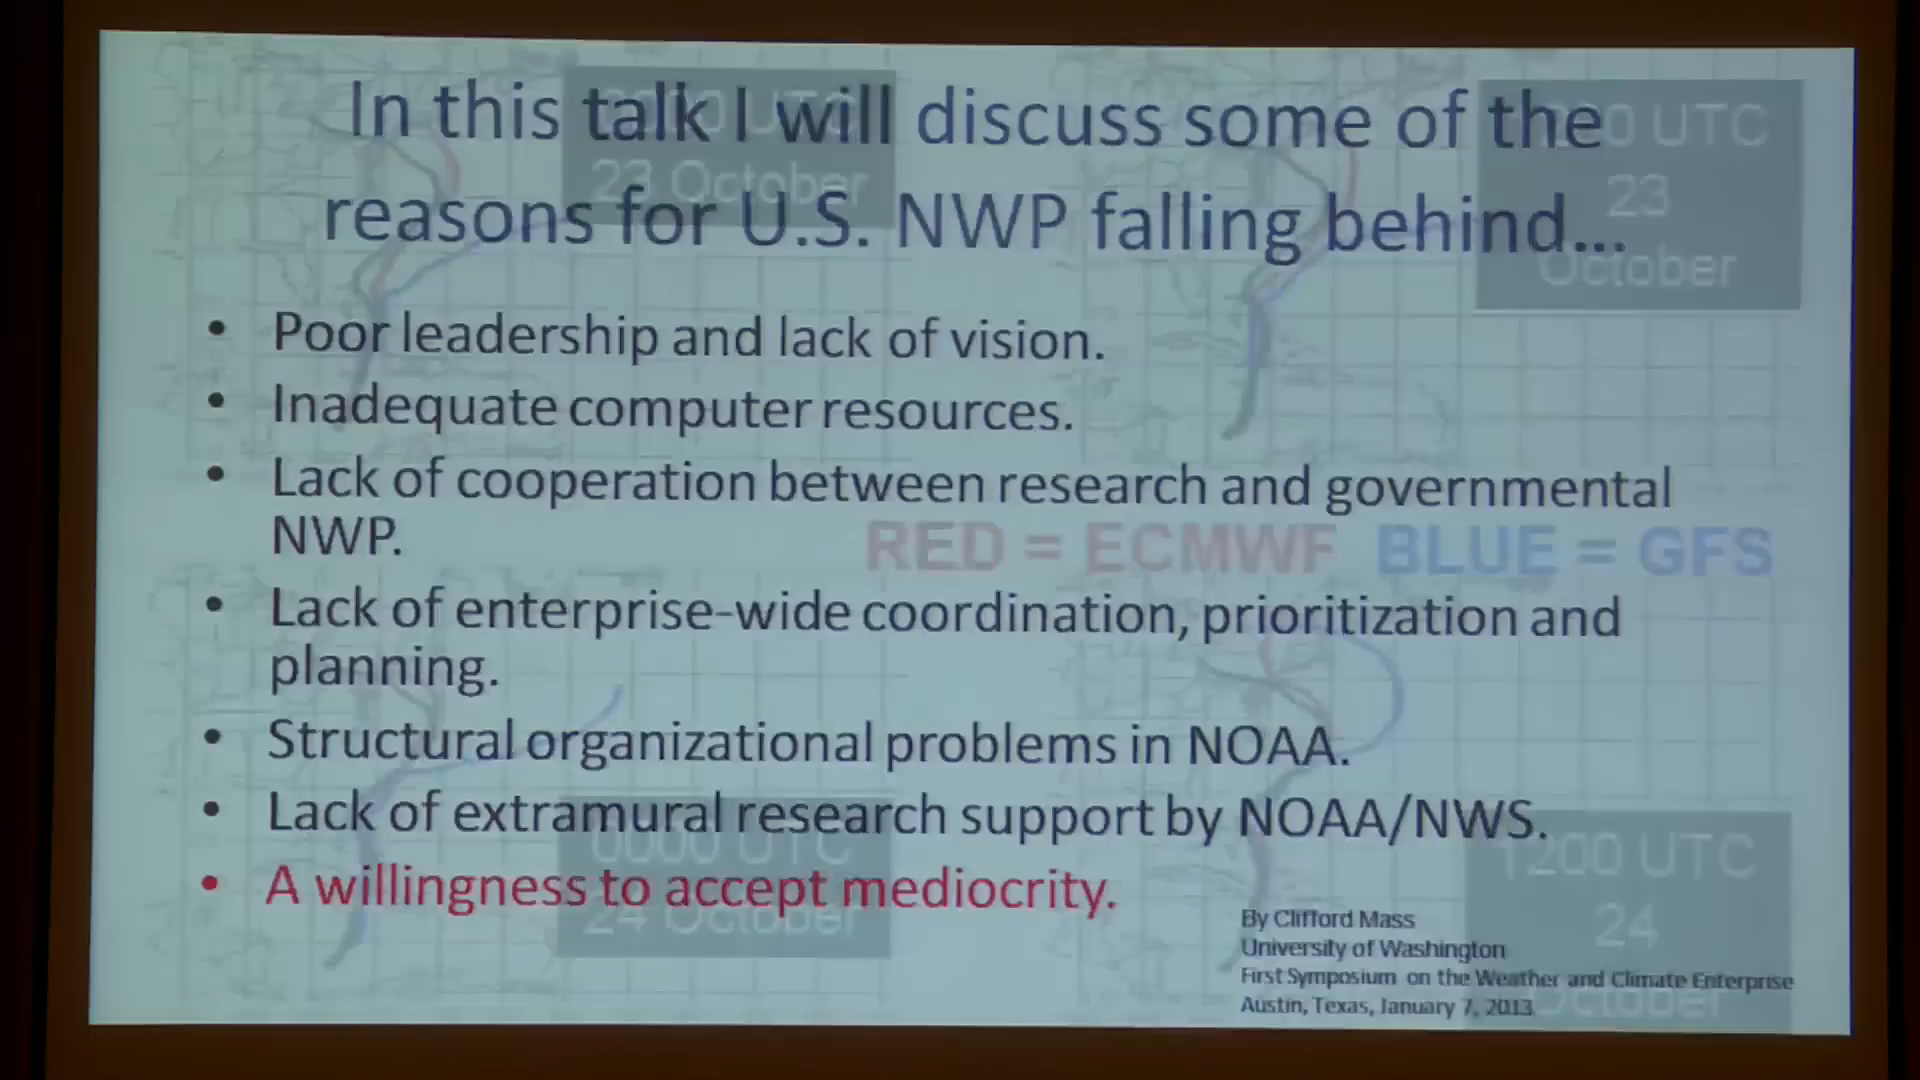 In this talk I will discuss some of the
reasons for U.S. NWP falling behind...
• Poor leadership and lack of vision.
• Inadequate computer resources.
• Lack of cooperation between research and governmental
NWP.
• Lack of enterprise-wide coordination, prioritization and
planning.
• Structural organizational problems in NOAA.
• Lack of extramural research support by NOAA/NWS.
• A willingness to accept mediocrity.
By Clifford Mass
University of Washington
First Symposium on the Weather and Climate Enterprise
Austin, Texas, January 7, 2013
UTC
23 October
UTC
23
October
RED = ECMWF BLUE = GFS
0000 UTC
24 October
1200 UTC
24
October